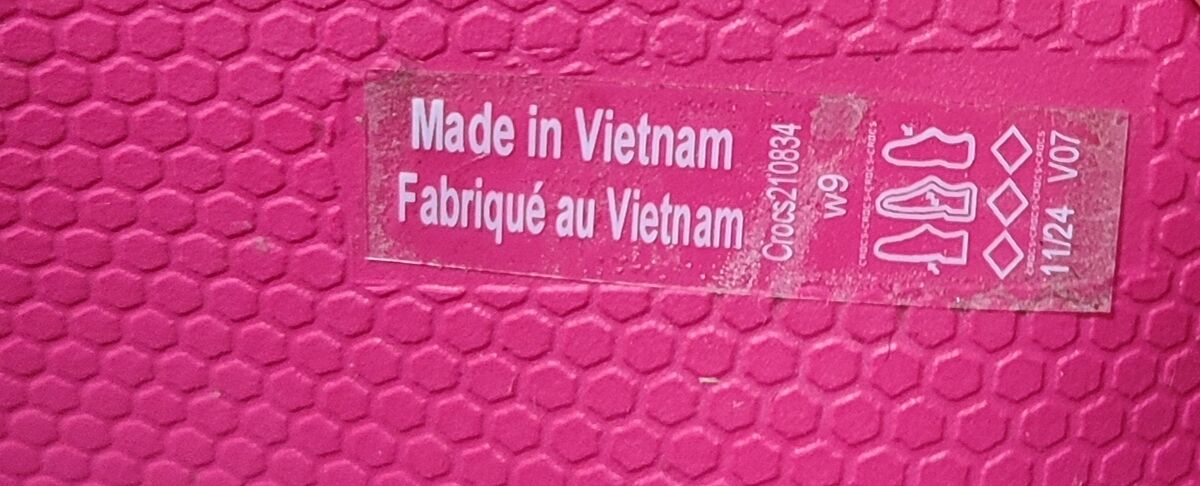 Made in Vietnam
Fabriqué au Vietnam
Crocs210834
w9
11/24 V07